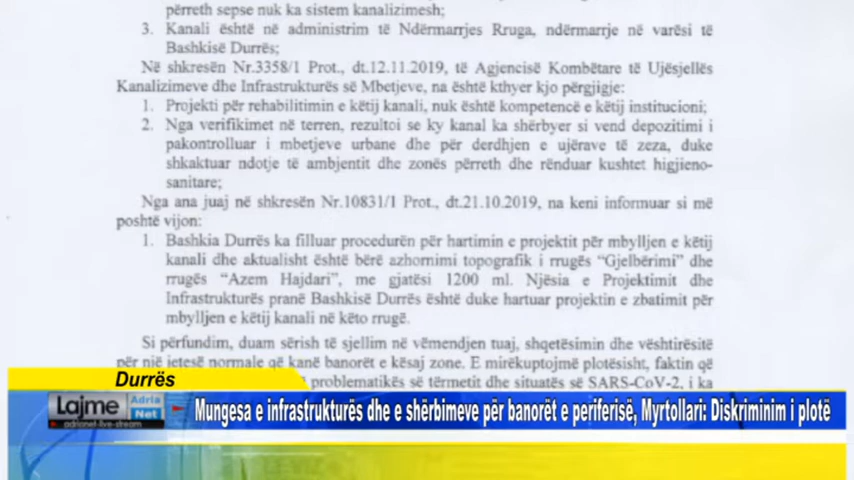 përreth sepse nuk ka sistem kanalizimesh;
3. Kanali është në administrim të Ndërmarrjes Rruga, ndërmarrje në varësi të
Bashkisë Durrës;
Në shkresën Nr.3358/1 Prot., dt.12.11.2019, të Agjencisë Kombëtare të Ujësjellës
Kanalizimeve dhe Infrastrukturës së Mbetjeve, na është kthyer kjo përgjigje:
1. Projekti për rehabilitimin e këtij kanali, nuk është kompetencë e këtij institucioni;
2. Nga verifikimet në terren, rezultoi se ky kanal ka shërbyer si vend depozitimi i
pakontrolluar i mbetjeve urbane dhe për derdhjen e ujërave të zeza, duke
shkaktuar ndotje të ambjentit dhe zonës përreth dhe rënduar kushtet higjieno-
sanitare;
Nga ana juaj në shkresën Nr.10831/1 Prot., dt.21.10.2019, na keni informuar si më
poshtë vijon:
1. Bashkia Durrës ka filluar procedurën për hartimin e projektit për mbylljen e këtij
kanali dhe aktualisht është bërë azhornimi topografik i rrugës “Gjelbërimi” dhe
rrugës “Azem Hajdari”, me gjatësi 1200 ml. Njësia e Projektimit dhe
Infrastrukturës pranë Bashkisë Durrës është duke hartuar projektin e zbatimit për
mbylljen e këtij kanali në këto rrugë.
Si përfundim, duam sërish të sjellim në vëmendjen tuaj, shqetësimin dhe vështirësitë
për një jetesë normale që kanë banorët e kësaj zone. E mirëkuptojmë plotësisht, faktin që
problematikës së tërmetit dhe situatës së SARS-CoV-2, i ka
Durrës
Lajme Adria Net
adrianet-live-stream
Mungesa e infrastrukturës dhe e shërbimeve për banorët e periferisë, Myrtollari: Diskriminim i plotë